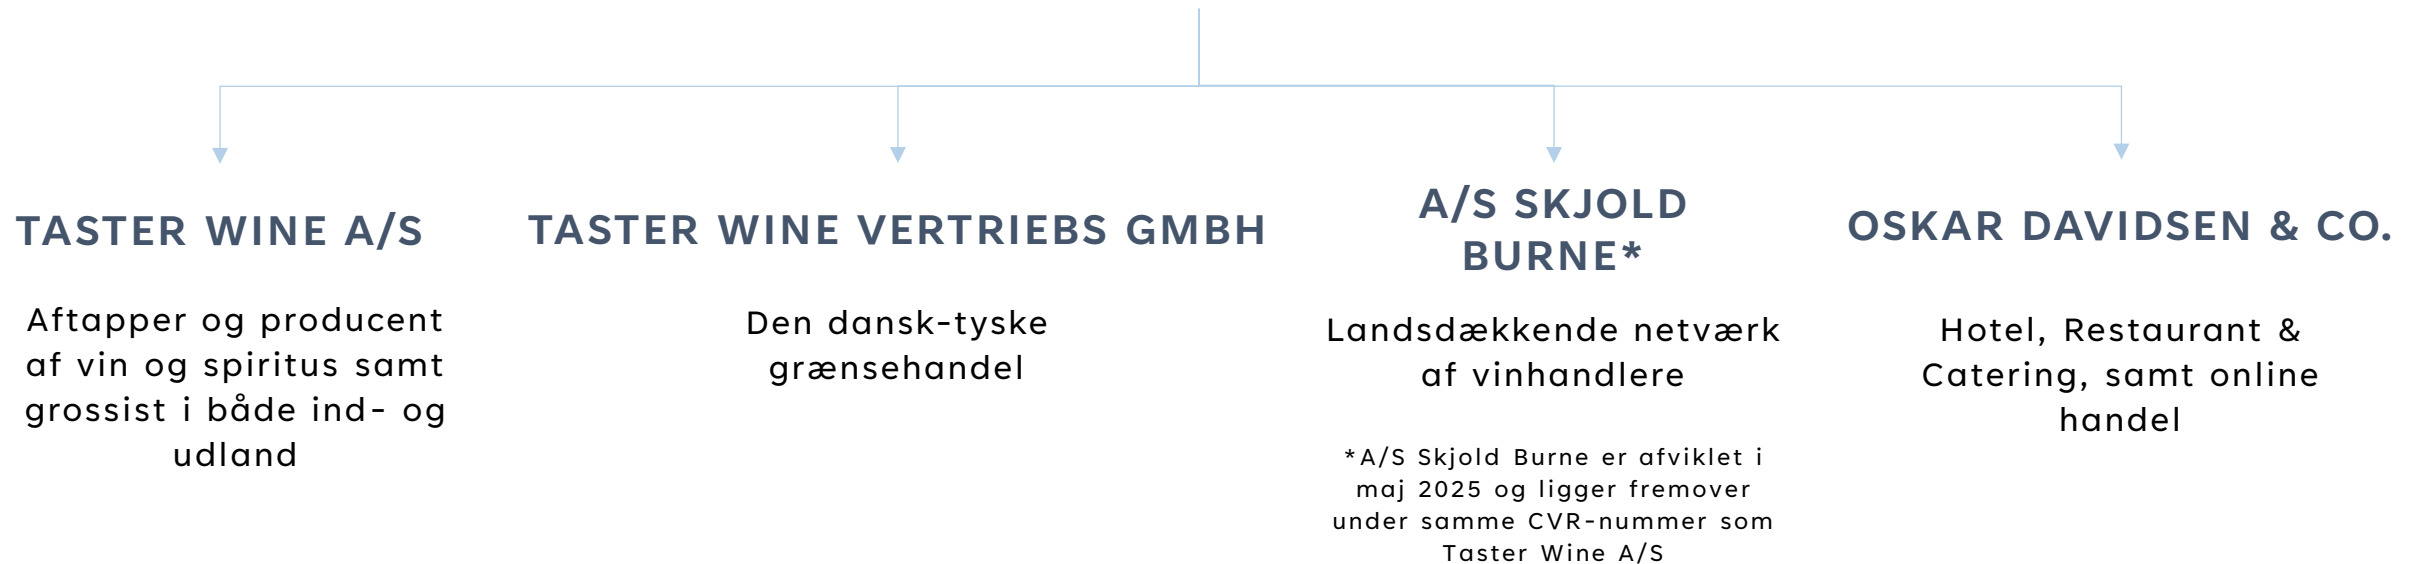 TASTER WINE A/S
Aftapper og producent
af vin og spiritus samt
grossist i både ind- og
udland
TASTER WINE VERTRIEBS GMBH
Den dansk-tyske
grænsehandel
A/S SKJOLD
BURNE*
Landsdækkende netværk
af vinhandlere
*A/S Skjold Burne er afviklet i
maj 2025 og ligger fremover
under samme CVR-nummer som
Taster Wine A/S
OSKAR DAVIDSEN & CO.
Hotel, Restaurant &
Catering, samt online
handel